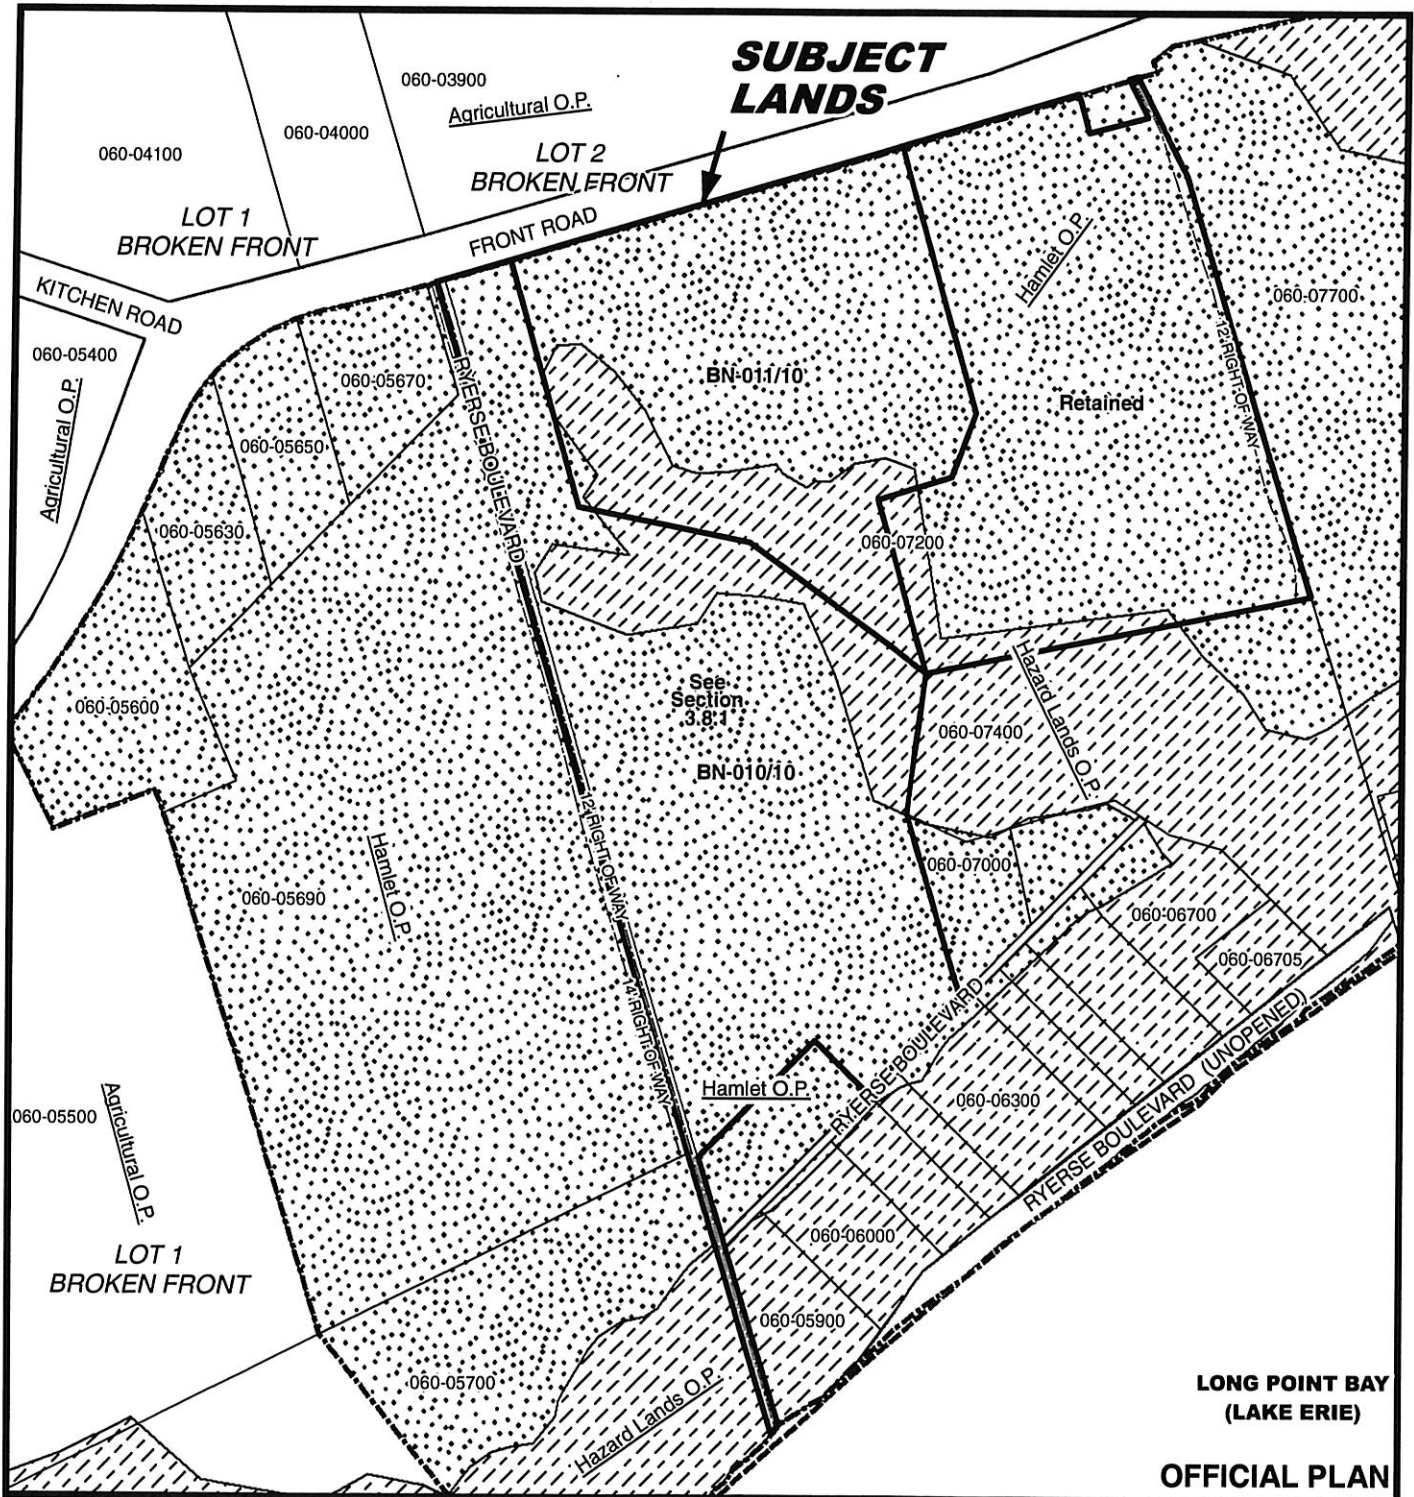 SUBJECT
LANDS
060-03900
Agricultural O.P.
060-04000
060-04100
LOT 2
BROKEN FRONT
LOT 1
BROKEN FRONT
FRONT ROAD
KITCHEN ROAD
Hamlet O.P.
060-07700
060-05400
Agricultural O.P.
060-05670
BN-011/10
Retained
12' RIGHT OF WAY
060-05650
RYERSE BOULEVARD
060-05630
060-07200
See
Section
3.8.1
Hazard Lands O.P.
060-05600
060-07400
BN-010/10
12' RIGHT OF WAY
Hamlet O.P.
060-07000
060-05690
060-06700
060-06705
14' RIGHT OF WAY
RYERSE BOULEVARD
RYERSE BOULEVARD (UNOPENED)
Hamlet O.P.
060-06300
060-05500
Agricultural O.P.
060-06000
LOT 1
BROKEN FRONT
060-05900
060-05700
Hazard Lands O.P.
LONG POINT BAY
(LAKE ERIE)
OFFICIAL PLAN